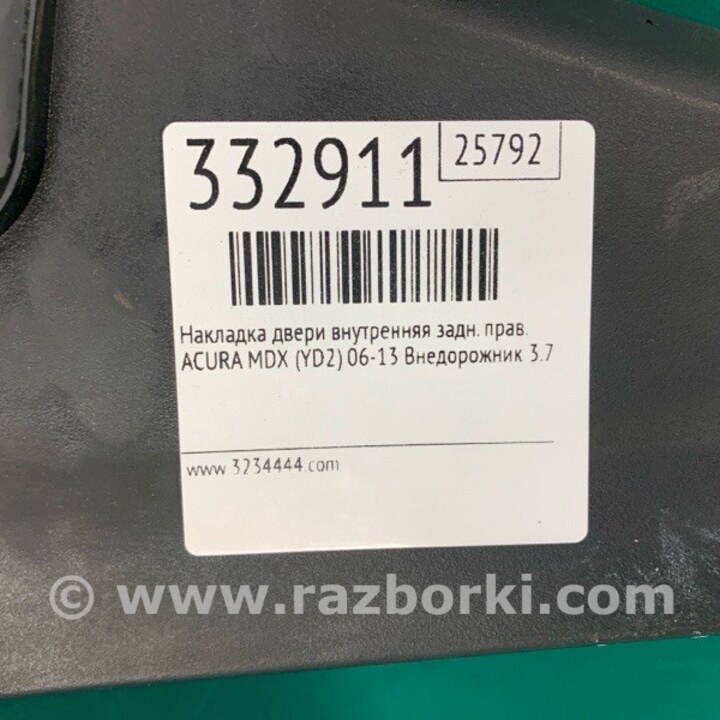 332911
25792
Накладка двери внутренняя задн. прав.
ACURA MDX (YD2) 06-13 Внедорожник 3.7
www.3234444.com
© www.razborki.com